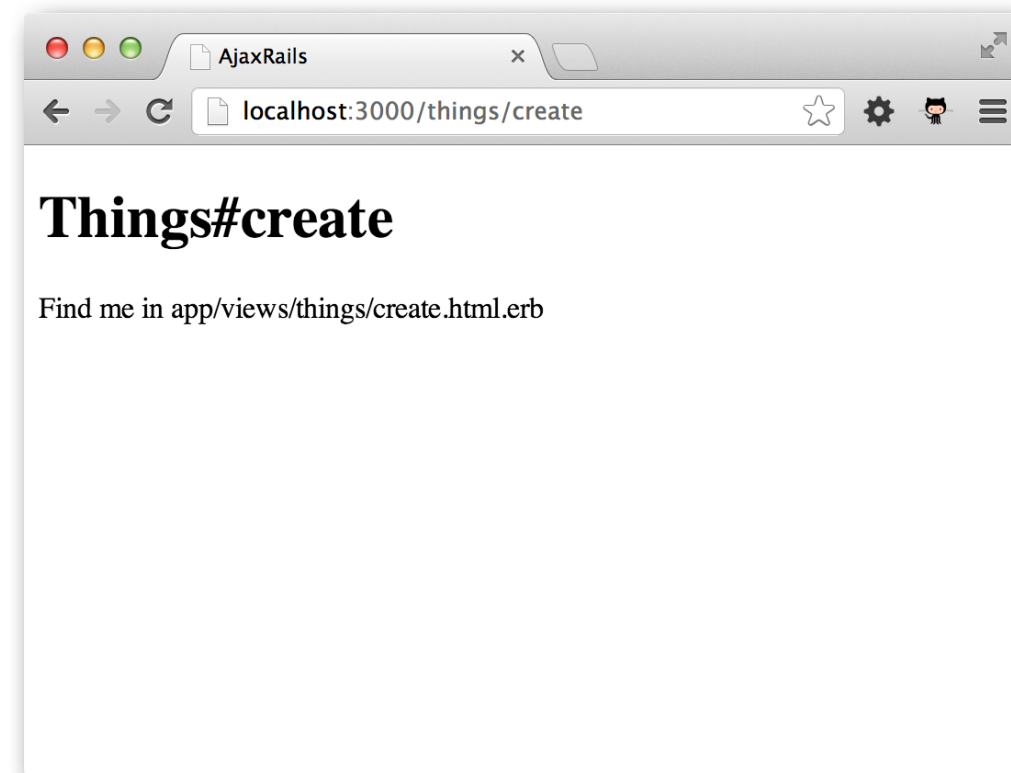 AjaxRails
localhost:3000/things/create
Things#create
Find me in app/views/things/create.html.erb